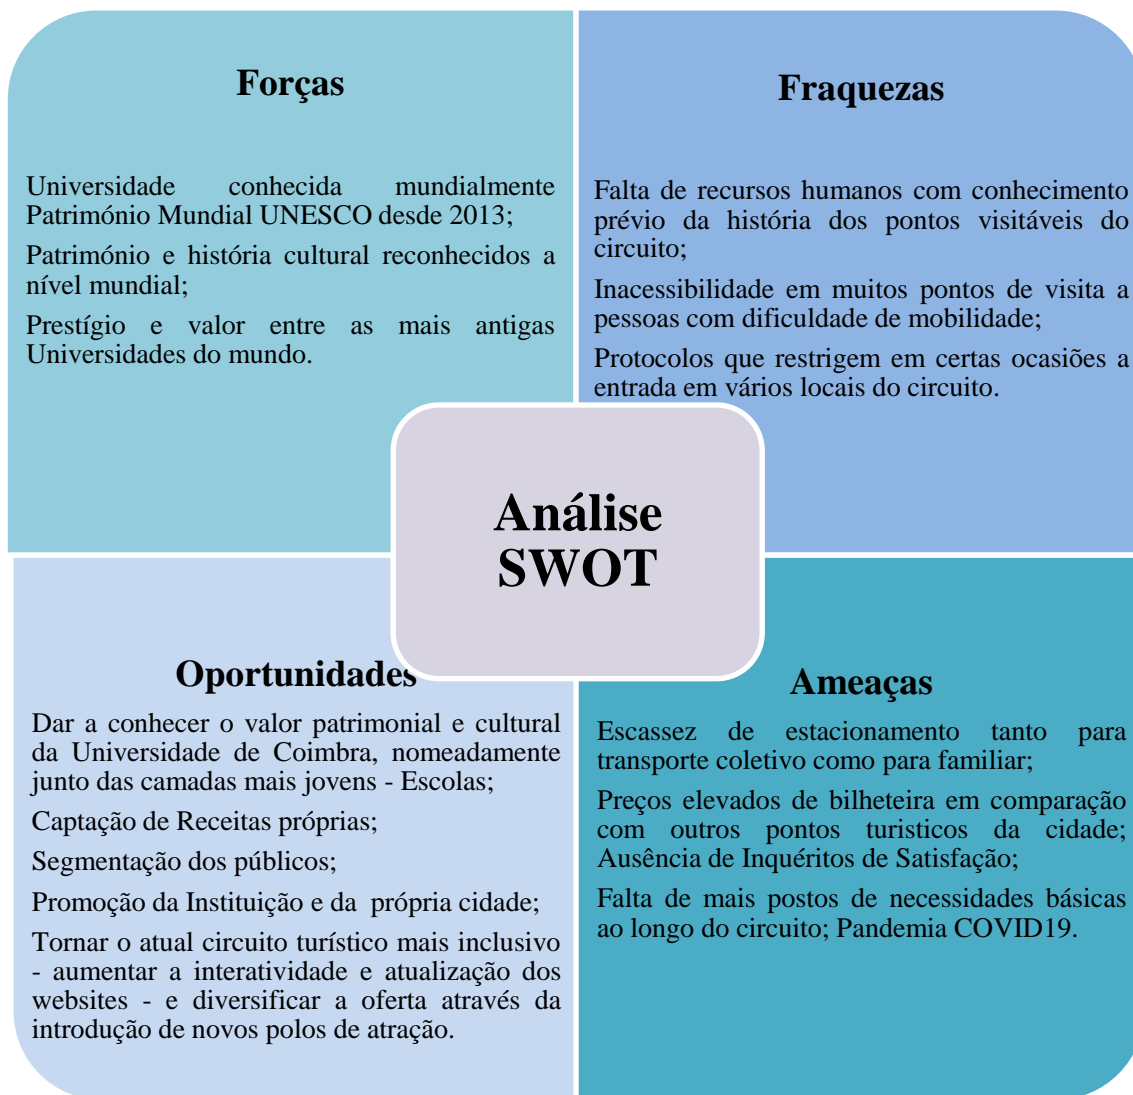 Forças
Universidade conhecida mundialmente
Património Mundial UNESCO desde 2013;
Património e história cultural reconhecidos a
nível mundial;
Prestígio e valor entre as mais antigas
Universidades do mundo.
Fraquezas
Falta de recursos humanos com conhecimento
prévio da história dos pontos visitáveis do
circuito;
Inacessibilidade em muitos pontos de visita a
pessoas com dificuldade de mobilidade;
Protocolos que restrigem em certas ocasiões a
entrada em vários locais do circuito.
Análise
SWOT
Oportunidades
Dar a conhecer o valor patrimonial e cultural
da Universidade de Coimbra, nomeadamente
junto das camadas mais jovens - Escolas;
Captação de Receitas próprias;
Segmentação dos públicos;
Promoção da Instituição e da própria cidade;
Tornar o atual circuito turístico mais inclusivo
- aumentar a interatividade e atualização dos
websites - e diversificar a oferta através da
introdução de novos polos de atração.
Ameaças
Escassez de estacionamento tanto para
transporte coletivo como para familiar;
Preços elevados de bilheteira em comparação
com outros pontos turisticos da cidade;
Ausência de Inquéritos de Satisfação;
Falta de mais postos de necessidades básicas
ao longo do circuito; Pandemia COVID19.